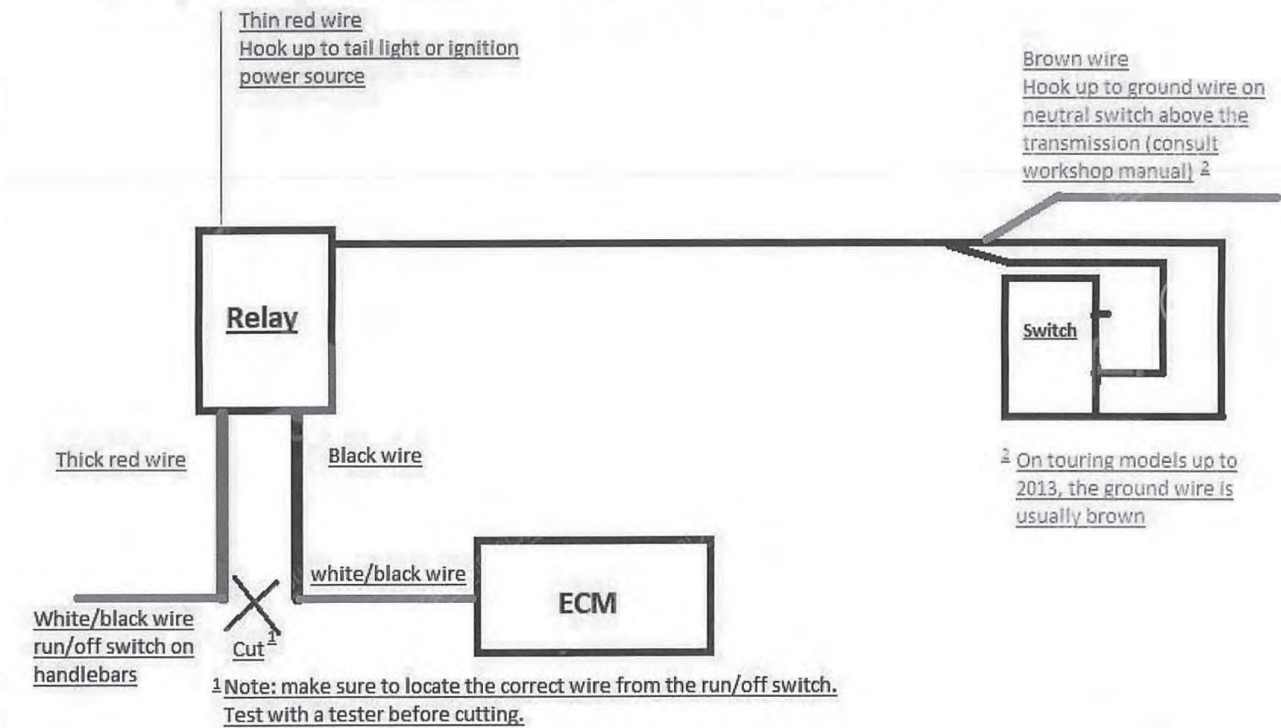 Thin red wire
Hook up to tail light or ignition
power source
Brown wire
Hook up to ground wire on
neutral switch above the
transmission (consult
workshop manual) 2
Relay
Switch
Thick red wire
Black wire
2 On touring models up to
2013, the ground wire is
usually brown
white/black wire
ECM
White/black wire
run/off switch on
handlebars
Cut 1
1 Note: make sure to locate the correct wire from the run/off switch.
Test with a tester before cutting.